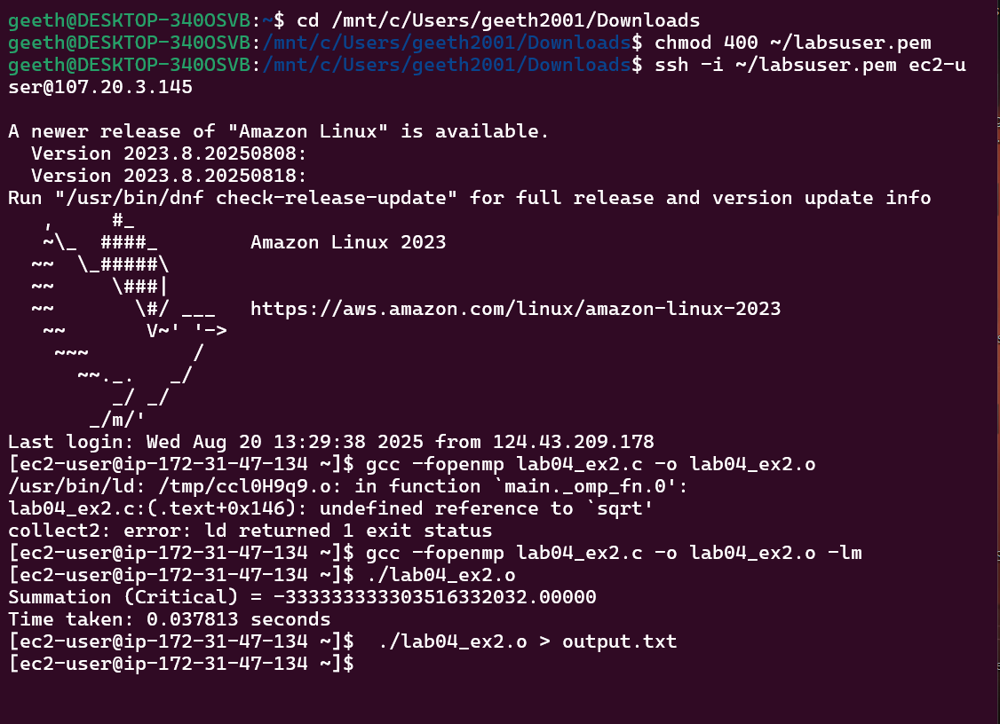 geeth@DESKTOP-340OSVB:~$ cd /mnt/c/Users/geeth2001/Downloads
geeth@DESKTOP-340OSVB:/mnt/c/Users/geeth2001/Downloads$ chmod 400 ~/labsuser.pem
geeth@DESKTOP-340OSVB:/mnt/c/Users/geeth2001/Downloads$ ssh -i ~/labsuser.pem ec2-u
ser@107.20.3.145

A newer release of "Amazon Linux" is available.
  Version 2023.8.20250808:
  Version 2023.8.20250818:
Run "/usr/bin/dnf check-release-update" for full release and version update info
   ,     #_
   ~\_  ####_        Amazon Linux 2023
  ~~  \_#####\
  ~~     \###|
  ~~       \#/ ___   https://aws.amazon.com/linux/amazon-linux-2023
   ~~       V~' '->
    ~~~         /
      ~~._.   _/
         _/ _/
       _/m/'
Last login: Wed Aug 20 13:29:38 2025 from 124.43.209.178
[ec2-user@ip-172-31-47-134 ~]$ gcc -fopenmp lab04_ex2.c -o lab04_ex2.o
/usr/bin/ld: /tmp/ccl0H9q9.o: in function `main._omp_fn.0':
lab04_ex2.c:(.text+0x146): undefined reference to `sqrt'
collect2: error: ld returned 1 exit status
[ec2-user@ip-172-31-47-134 ~]$ gcc -fopenmp lab04_ex2.c -o lab04_ex2.o -lm
[ec2-user@ip-172-31-47-134 ~]$ ./lab04_ex2.o
Summation (Critical) = -333333333303516332032.00000
Time taken: 0.037813 seconds
[ec2-user@ip-172-31-47-134 ~]$  ./lab04_ex2.o > output.txt
[ec2-user@ip-172-31-47-134 ~]$